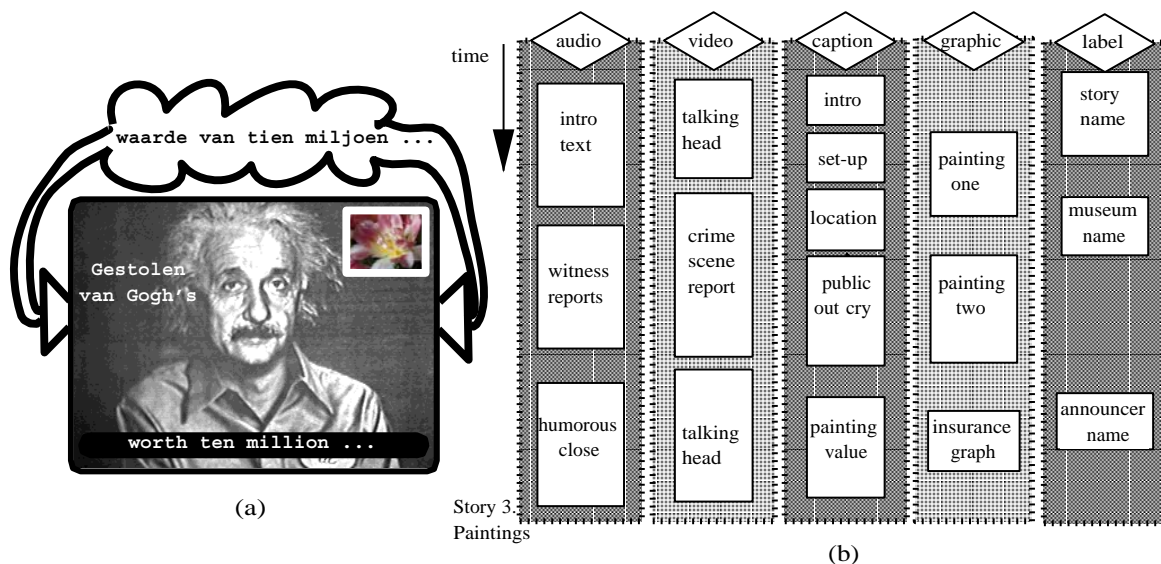 waarde van tien miljoen ...
Gestolen
van Gogh's
worth ten million ...
(a)
time
audio
intro
text
witness
reports
humorous
close
video
talking
head
crime
scene
report
talking
head
caption
intro
set-up
location
public
out cry
painting
value
graphic
painting
one
painting
two
insurance
graph
label
story
name
museum
name
announcer
name
Story 3.
Paintings
(b)